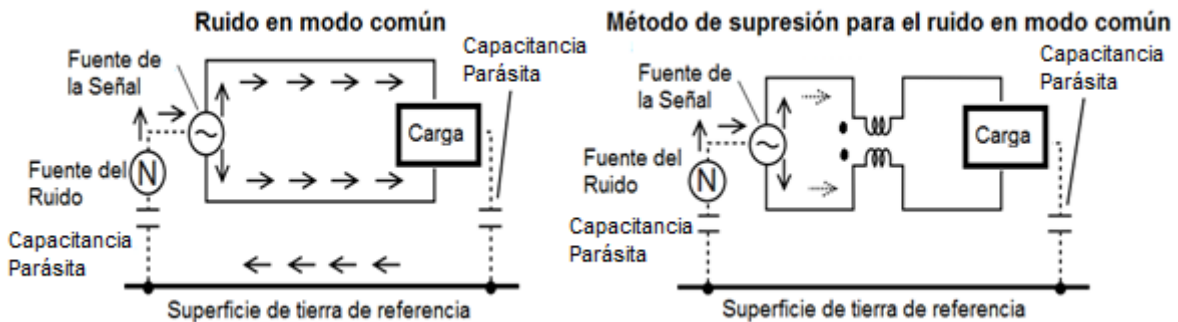 Ruido en modo común
Capacitancia
Parásita
Fuente de
la Señal
~
Carga
Fuente del
Ruido
N
Capacitancia
Parásita
Superficie de tierra de referencia
Método de supresión para el ruido en modo común
Capacitancia
Parásita
Fuente de
la Señal
~
Carga
Fuente del
Ruido
N
Capacitancia
Parásita
Superficie de tierra de referencia